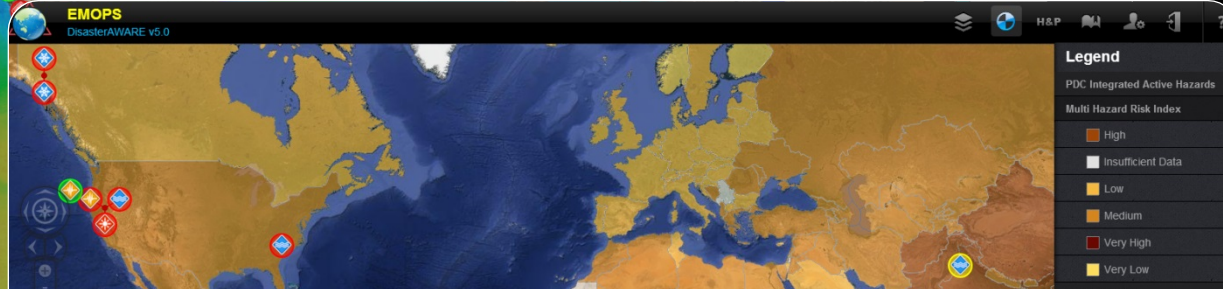 EMOPS
DisasterAWARE v5.0
H&P
?
Legend
PDC Integrated Active Hazards
Multi Hazard Risk Index
High
Insufficient Data
Low
Medium
Very High
Very Low